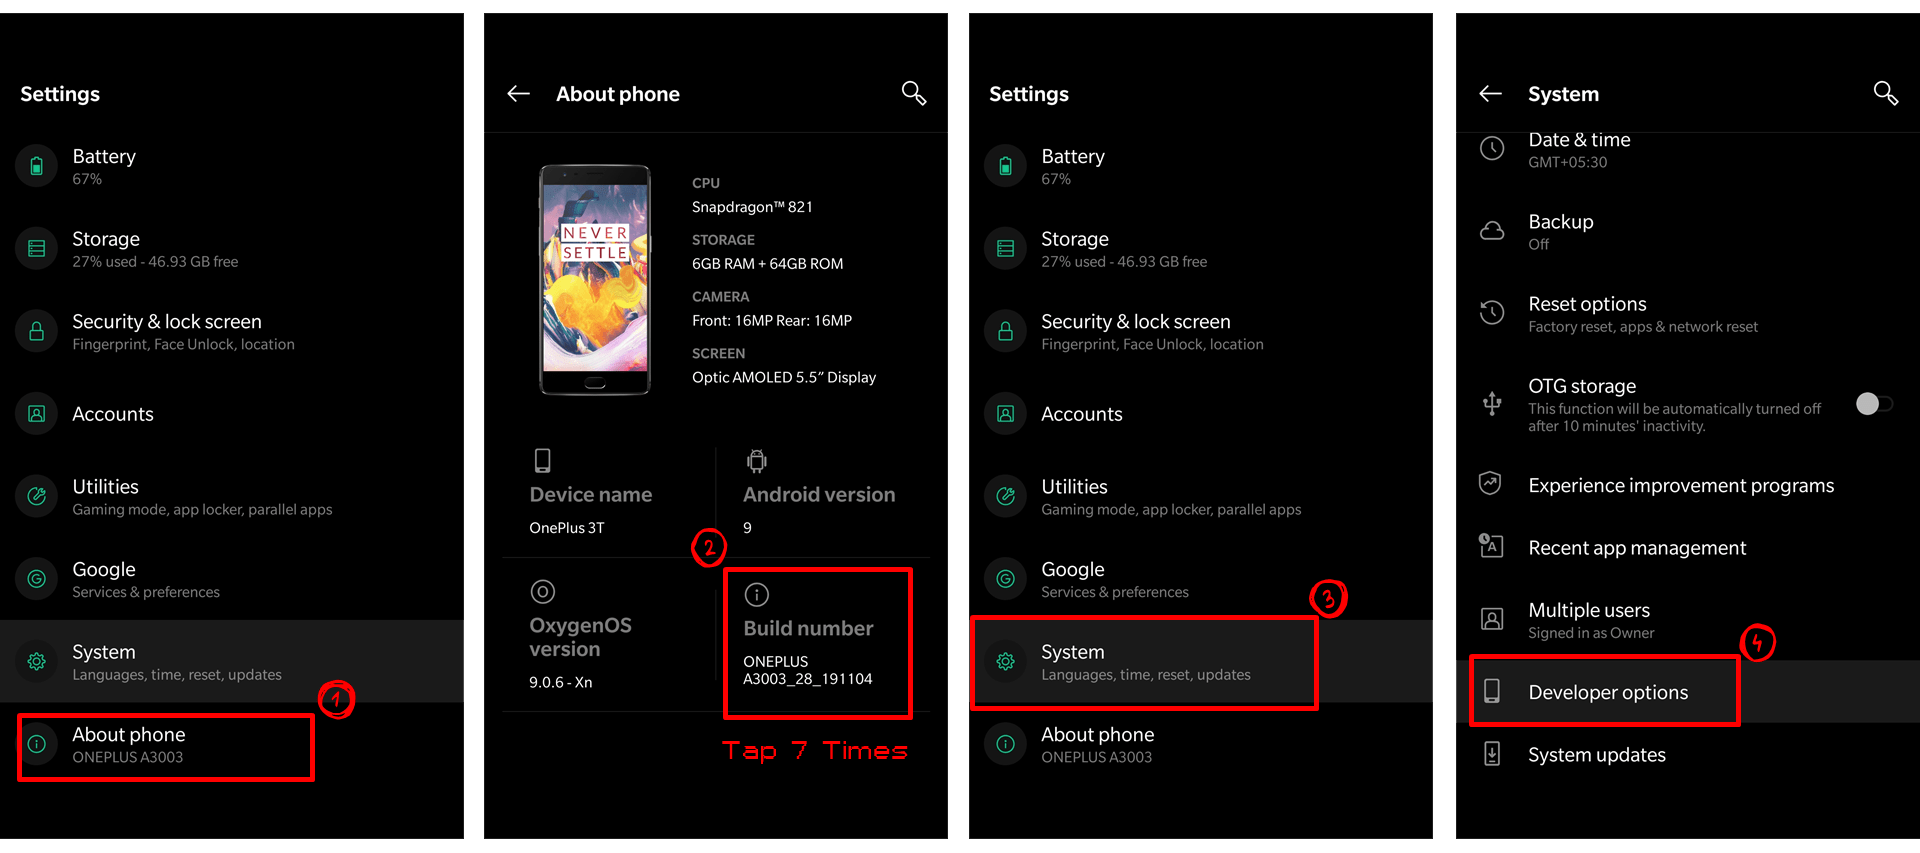 Settings
Battery
67%
Storage
27% used - 46.93 GB free
Security & lock screen
Fingerprint, Face Unlock, location
Accounts
Utilities
Gaming mode, app locker, parallel apps
Google
Services & preferences
System
Languages, time, reset, updates
1
About phone
ONEPLUS A3003
About phone
NEVER
SETTLE
CPU
Snapdragon™ 821
STORAGE
6GB RAM + 64GB ROM
CAMERA
Front: 16MP Rear: 16MP
SCREEN
Optic AMOLED 5.5″ Display
Device name
OnePlus 3T
Android version
9
2
OxygenOS
version
9.0.6 - Xn
Build number
ONEPLUS
A3003_28_191104
Tap 7 Times
Settings
Battery
67%
Storage
27% used - 46.93 GB free
Security & lock screen
Fingerprint, Face Unlock, location
Accounts
Utilities
Gaming mode, app locker, parallel apps
Google
Services & preferences
3
System
Languages, time, reset, updates
About phone
ONEPLUS A3003
System
Date & time
GMT+05:30
Backup
Off
Reset options
Factory reset, apps & network reset
OTG storage
This function will be automatically turned off
after 10 minutes' inactivity.
Experience improvement programs
Recent app management
Multiple users
Signed in as Owner
4
Developer options
System updates